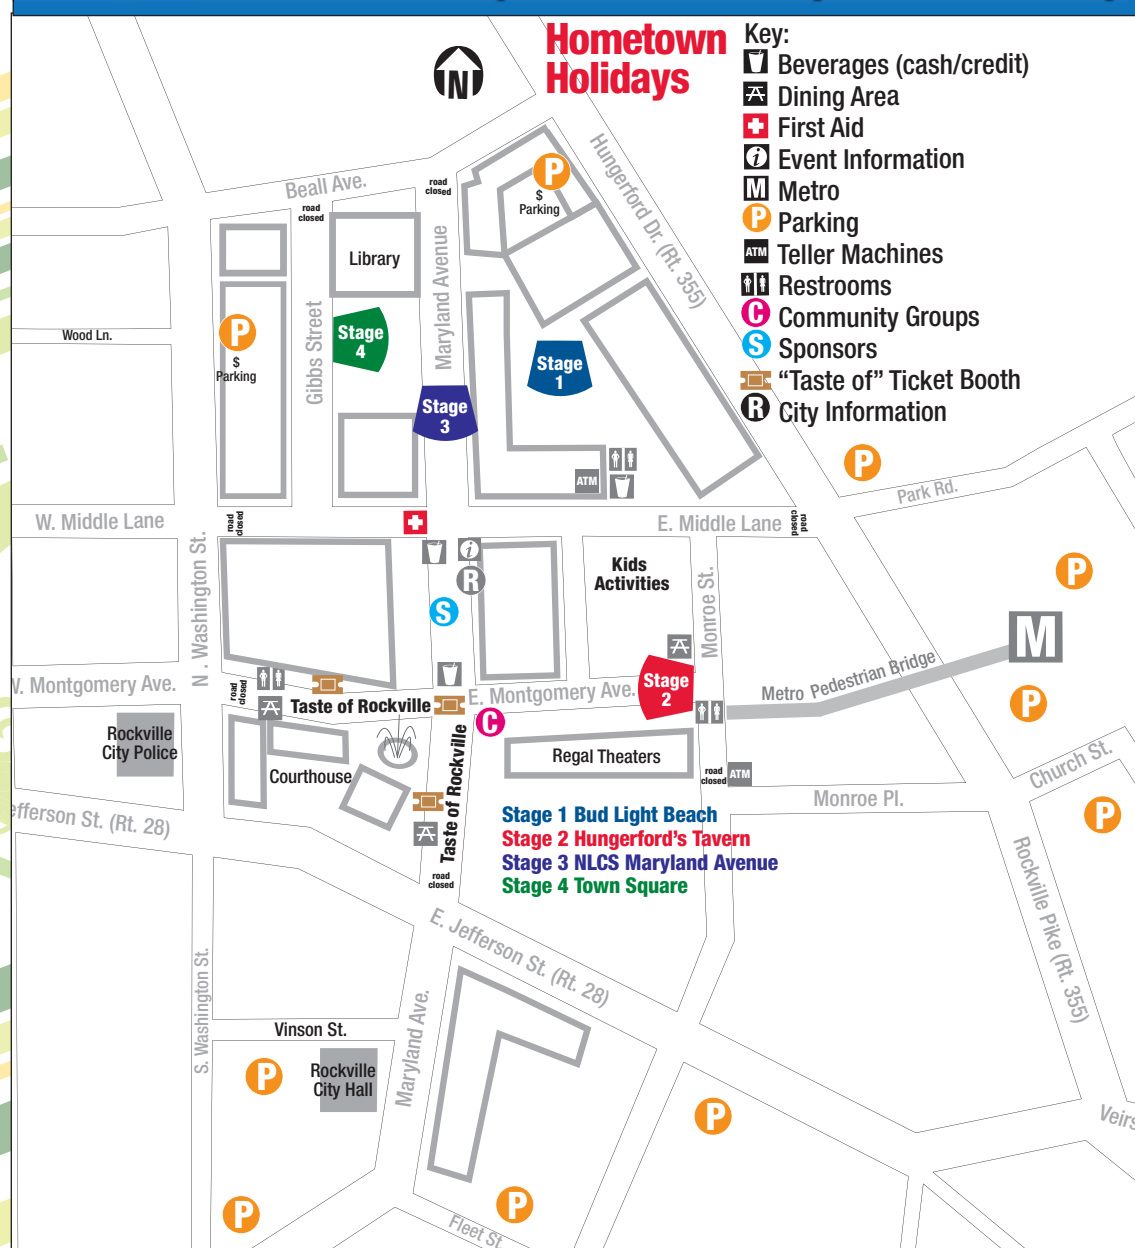 Hometown
Holidays
N
Key:
Beverages (cash/credit)
Dining Area
First Aid
i Event Information
M Metro
P Parking
ATM Teller Machines
Restrooms
C Community Groups
S Sponsors
"Taste of" Ticket Booth
R City Information
Beall Ave.
road
closed
road
closed
P
$
Parking
Hungerford Dr. (Rt. 355)
Library
Maryland Avenue
Gibbs Street
Wood Ln.
P
$
Parking
Stage
4
Stage
1
Stage
3
P
Park Rd.
ATM
W. Middle Lane
road
closed
E. Middle Lane
road
closed
N . Washington St.
i
R
S
Kids
Activities
Monroe St.
P
M
Metro Pedestrian Bridge
P
W. Montgomery Ave.
road
closed
Taste of Rockville
E. Montgomery Ave.
Stage
2
C
Rockville
City Police
Courthouse
Taste of Rockville
Regal Theaters
road
closed
ATM
Church St.
Monroe Pl.
P
efferson St. (Rt. 28)
Stage 1 Bud Light Beach
Stage 2 Hungerford's Tavern
Stage 3 NLCS Maryland Avenue
Stage 4 Town Square
road
closed
Rockville Pike (Rt. 355)
E. Jefferson St. (Rt. 28)
S. Washington St.
Vinson St.
Maryland Ave.
P
Rockville
City Hall
P
Veirs
P
P
Fleet St.